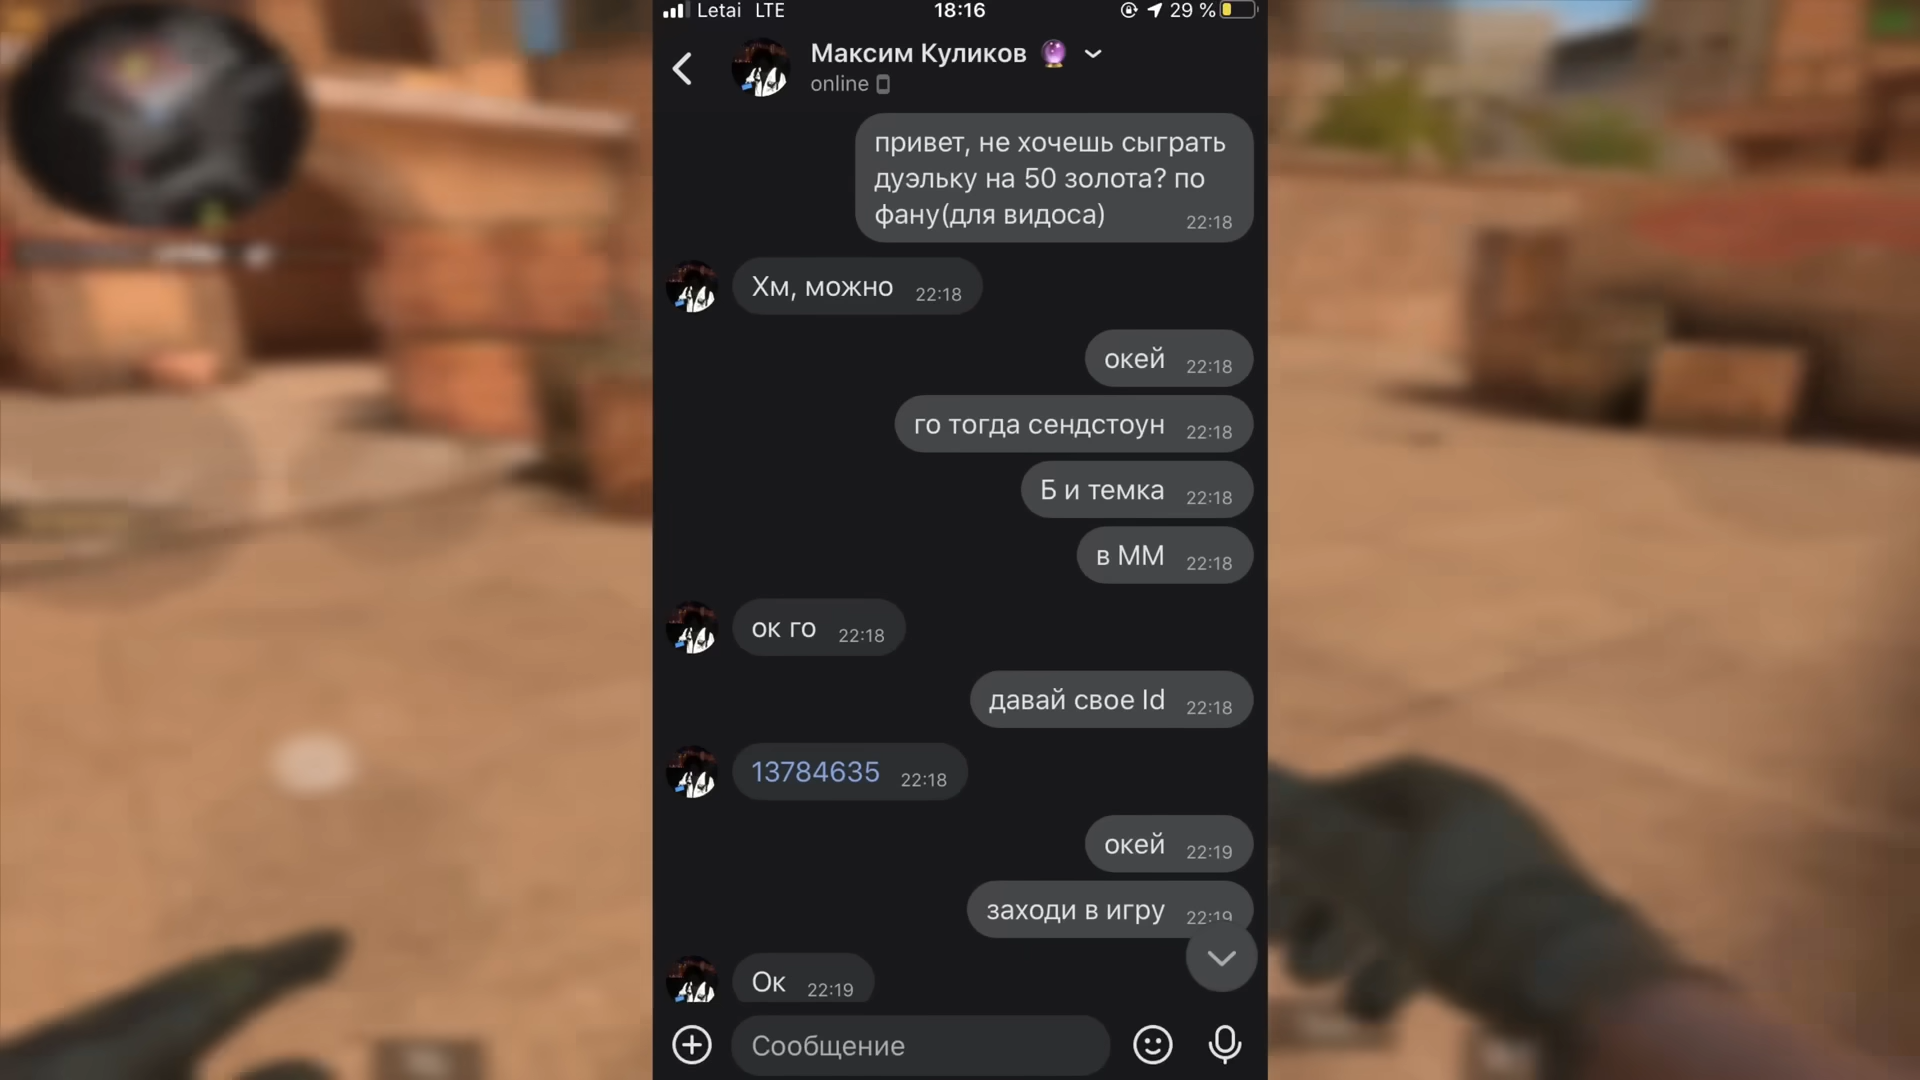 Letai LTE 18:16 29 %
Максим Куликов
online
привет, не хочешь сыграть
дуэльку на 50 золота? по
фану(для видоса) 22:18
Хм, можно 22:18
окей 22:18
го тогда сендстоун 22:18
Б и темка 22:18
в ММ 22:18
ок го 22:18
давай свое Id 22:18
13784635 22:18
окей 22:19
заходи в игру 22:19
Ок 22:19
Сообщение